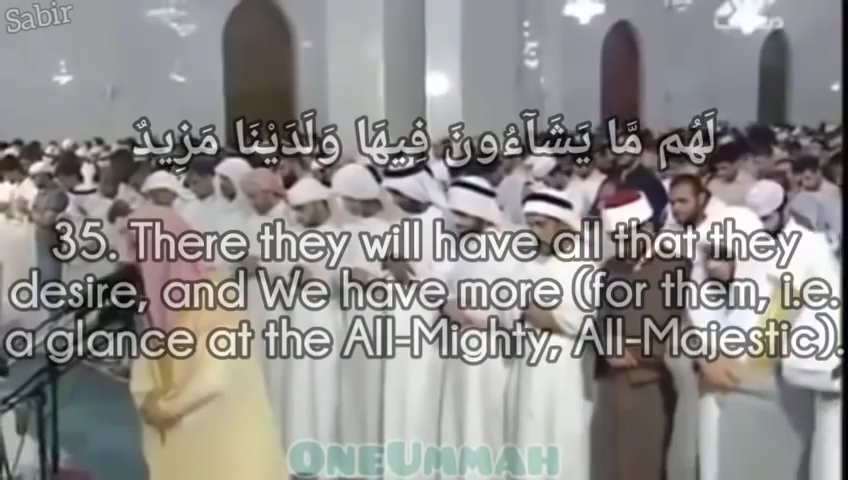 Sabir
لَهُم مَّا يَشَآءُونَ فِيهَا وَلَدَيْنَا مَزِيدٌ
35. There they will have all that they
desire, and We have more (for them, i.e.
a glance at the All-Mighty, All-Majestic).
OneUmmah